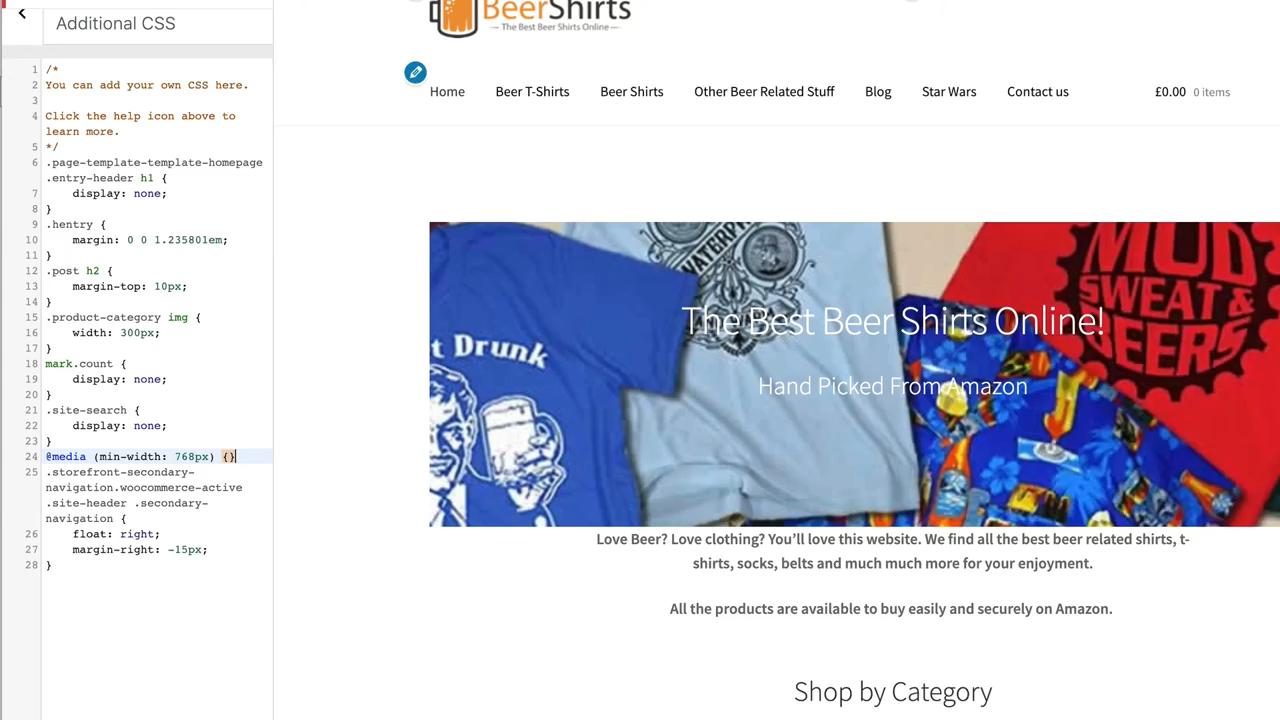 Additional CSS
1 /*
2 You can add your own CSS here.
3
4 Click the help icon above to
learn more.
5 */
6 .page-template-template-homepage
.entry-header h1 {
7 display: none;
8 }
9 .hentry {
10 margin: 0 0 1.235801em;
11 }
12 .post h2 {
13 margin-top: 10px;
14 }
15 .product-category img {
16 width: 300px;
17 }
18 mark.count {
19 display: none;
20 }
21 .site-search {
22 display: none;
23 }
24 @media (min-width: 768px) {}
25 .storefront-secondary-
navigation.woocommerce-active
.site-header .secondary-
navigation {
26 float: right;
27 margin-right: -15px;
28 }
BeerShirts
The Best Beer Shirts Online
Home Beer T-Shirts Beer Shirts Other Beer Related Stuff Blog Star Wars Contact us £0.00 0 items
WATERPR
MUD
SWEAT &
BEERS
t Drunk
The Best Beer Shirts Online!
Hand Picked From Amazon
Love Beer? Love clothing? You'll love this website. We find all the best beer related shirts, t-
shirts, socks, belts and much much more for your enjoyment.
All the products are available to buy easily and securely on Amazon.
Shop by Category